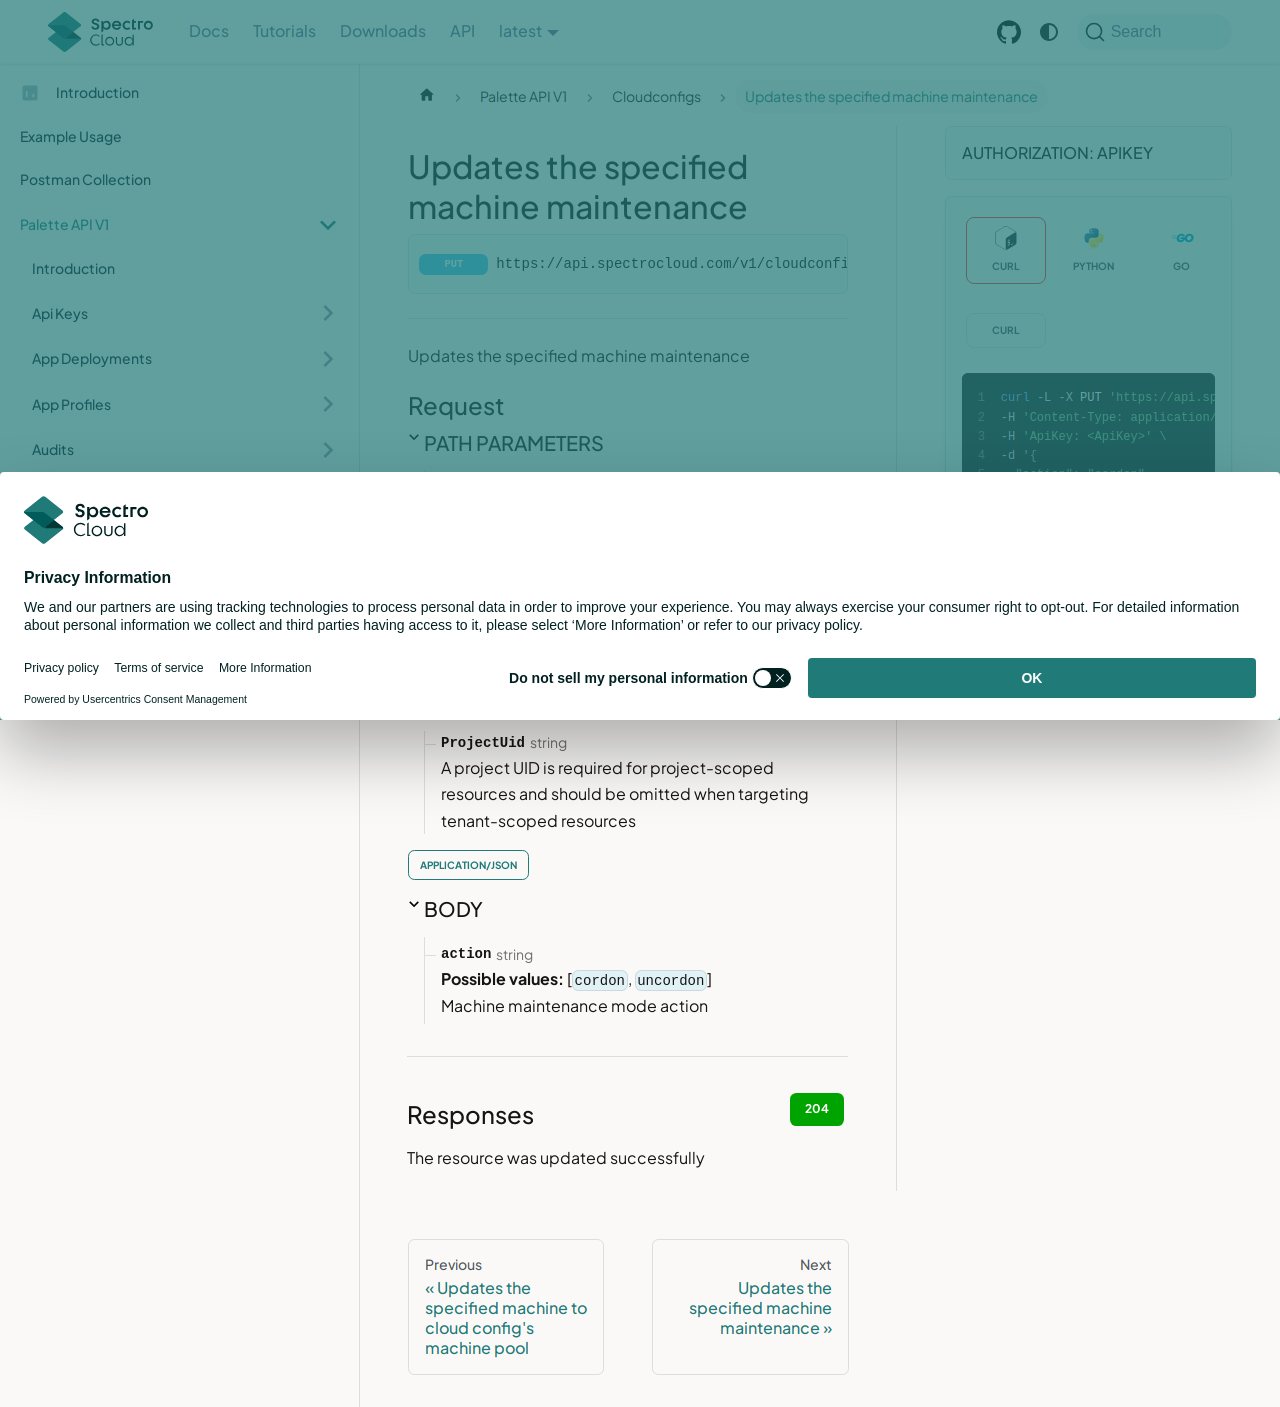 Spectro Cloud
Docs
Tutorials
Downloads
API
latest
Search
Introduction
Example Usage
Postman Collection
Palette API V1
Introduction
Api Keys
App Deployments
App Profiles
Audits
Palette API V1
Cloudconfigs
Updates the specified machine maintenance
Updates the specified
machine maintenance
PUT https://api.spectrocloud.com/v1/cloudconfi
Updates the specified machine maintenance
Request
PATH PARAMETERS
AUTHORIZATION: APIKEY
CURL
PYTHON
GO
CURL
1 curl -L -X PUT 'https://api.sp
2 -H 'Content-Type: application/
3 -H 'ApiKey: <ApiKey>' \
4 -d '{
Spectro
Cloud
Privacy Information
We and our partners are using tracking technologies to process personal data in order to improve your experience. You may always exercise your consumer right to opt-out. For detailed information
about personal information we collect and third parties having access to it, please select ‘More Information’ or refer to our privacy policy.
Privacy policy
Terms of service
More Information
Powered by Usercentrics Consent Management
Do not sell my personal information
OK
ProjectUid string
A project UID is required for project-scoped
resources and should be omitted when targeting
tenant-scoped resources
APPLICATION/JSON
BODY
action string
Possible values: [cordon, uncordon]
Machine maintenance mode action
Responses
204
The resource was updated successfully
Previous
« Updates the
specified machine to
cloud config's
machine pool
Next
Updates the
specified machine
maintenance »